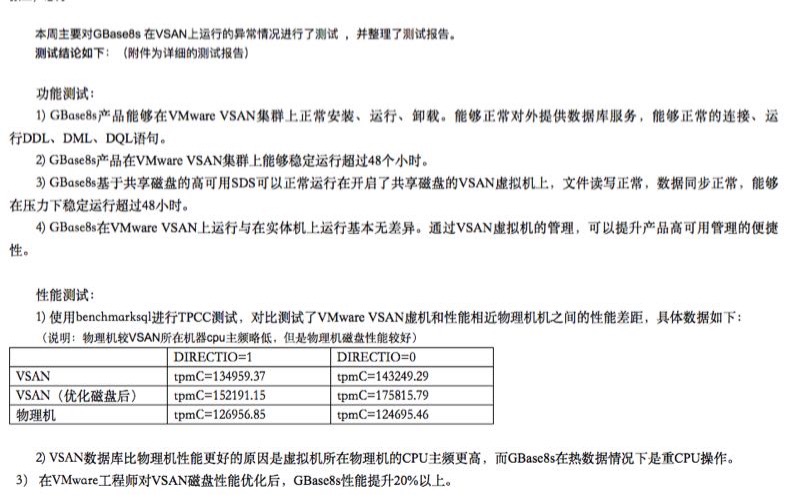 本周主要对GBase8s 在VSAN上运行的异常情况进行了测试 ，并整理了测试报告。
测试结论如下：（附件为详细的测试报告）
功能测试：
1) GBase8s产品能够在VMware VSAN集群上正常安装、运行、卸载。能够正常对外提供数据库服务，能够正常的连接、运
行DDL、DML、DQL语句。
2) GBase8s产品在VMware VSAN集群上能够稳定运行超过48个小时。
3) GBase8s基于共享磁盘的高可用SDS可以正常运行在开启了共享磁盘的VSAN虚拟机上，文件读写正常，数据同步正常，能够
在压力下稳定运行超过48小时。
4) GBase8s在VMware VSAN上运行与在实体机上运行基本无差异。通过VSAN虚拟机的管理，可以提升产品高可用管理的便捷
性。
性能测试：
1) 使用benchmarksql进行TPCC测试，对比测试了VMware VSAN虚机和性能相近物理机机之间的性能差距，具体数据如下：
（说明：物理机较VSAN所在机器cpu主频略低，但是物理机磁盘性能较好）
DIRECTIO=1 DIRECTIO=0
VSAN tpmC=134959.37 tpmC=143249.29
VSAN（优化磁盘后） tpmC=152191.15 tpmC=175815.79
物理机 tpmC=126956.85 tpmC=124695.46
2) VSAN数据库比物理机性能更好的原因是虚拟机所在物理机的CPU主频更高，而GBase8s在热数据情况下是重CPU操作。
3） 在VMware工程师对VSAN磁盘性能优化后，GBase8s性能提升20%以上。